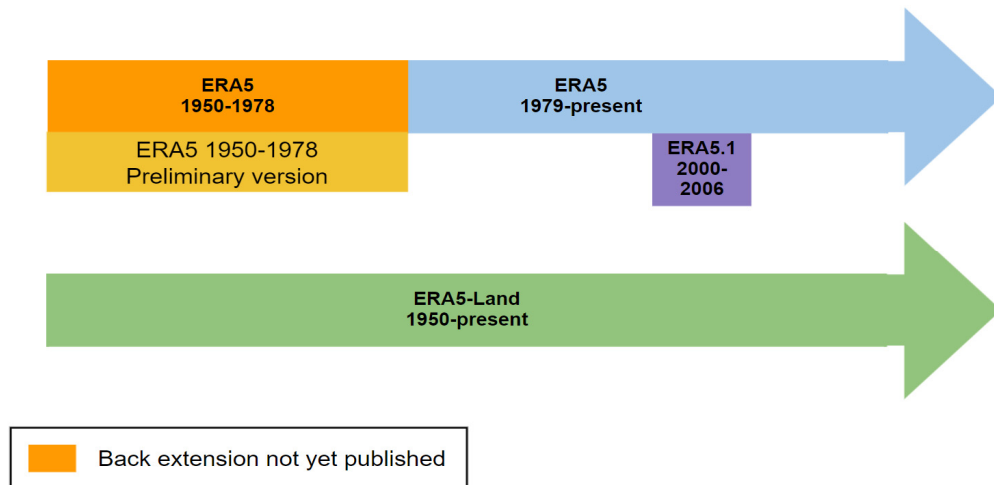 ERA5
1950-1978
ERA5
1979-present
ERA5 1950-1978
Preliminary version
ERA5.1
2000-
2006
ERA5-Land
1950-present
Back extension not yet published